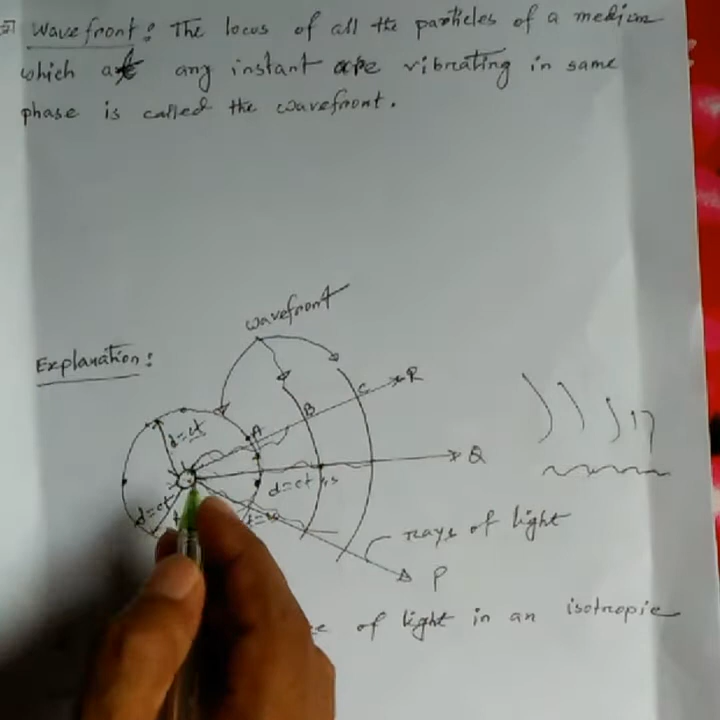 Wavefront: The locus of all the particles of a medium
which at any instant are vibrating in same
phase is called the wavefront.
wavefront
Explanation:
R
C
B
A
d=ct
Q
d=ct
d=ct
rays of light
P
of light in an isotropic